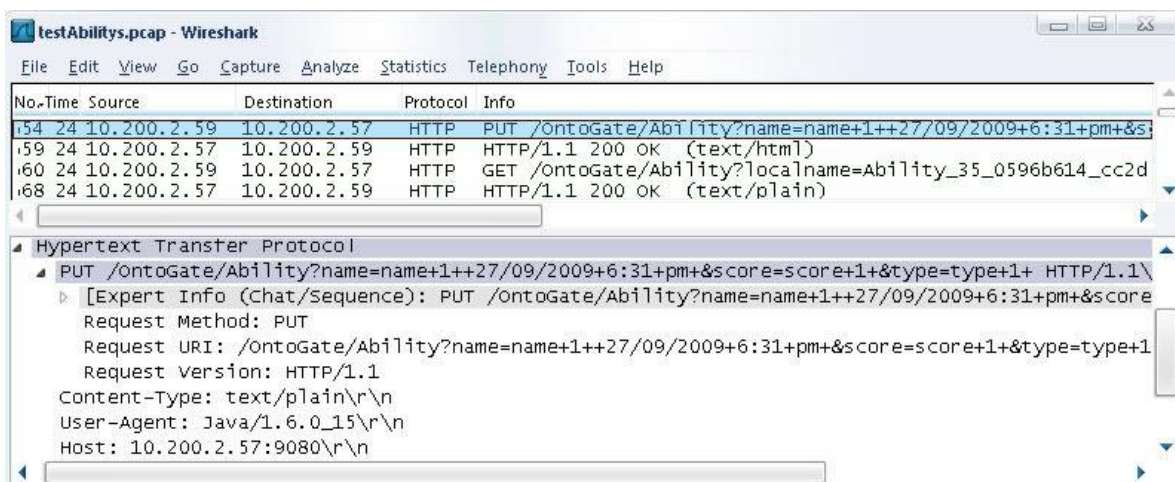 testAbilitys.pcap - Wireshark
File Edit View Go Capture Analyze Statistics Telephony Tools Help
No. Time Source Destination Protocol Info
54 24 10.200.2.59 10.200.2.57 HTTP PUT /OntoGate/Ability?name=name+1++27/09/2009+6:31+pm+&s
59 24 10.200.2.57 10.200.2.59 HTTP HTTP/1.1 200 OK (text/html)
60 24 10.200.2.59 10.200.2.57 HTTP GET /OntoGate/Ability?localname=Ability_35_0596b614_cc2d
68 24 10.200.2.57 10.200.2.59 HTTP HTTP/1.1 200 OK (text/plain)
Hypertext Transfer Protocol
PUT /OntoGate/Ability?name=name+1++27/09/2009+6:31+pm+&score=score+1+&type=type+1+ HTTP/1.1\
[Expert Info (Chat/Sequence): PUT /OntoGate/Ability?name=name+1++27/09/2009+6:31+pm+&score
Request Method: PUT
Request URI: /OntoGate/Ability?name=name+1++27/09/2009+6:31+pm+&score=score+1+&type=type+1
Request Version: HTTP/1.1
Content-Type: text/plain\r\n
User-Agent: Java/1.6.0_15\r\n
Host: 10.200.2.57:9080\r\n